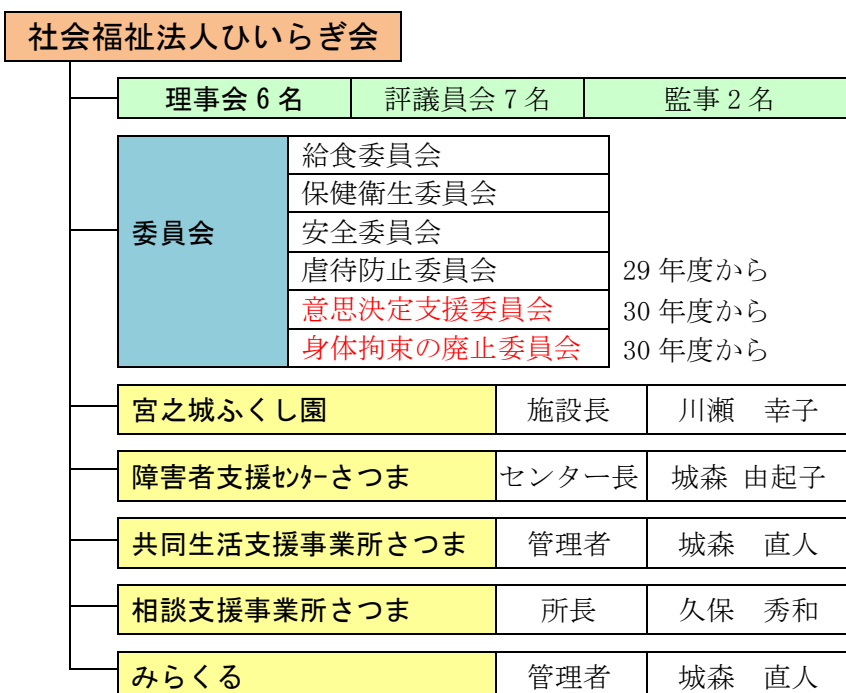 社会福祉法人ひいらぎ会
理事会 6 名 評議員会 7 名 監事 2 名
委員会
給食委員会
保健衛生委員会
安全委員会
虐待防止委員会 29 年度から
意思決定支援委員会 30 年度から
身体拘束の廃止委員会 30 年度から
宮之城ふくし園 施設長 川瀬 幸子
障害者支援ｾﾝﾀｰさつま センター長 城森 由起子
共同生活支援事業所さつま 管理者 城森 直人
相談支援事業所さつま 所長 久保 秀和
みらくる 管理者 城森 直人